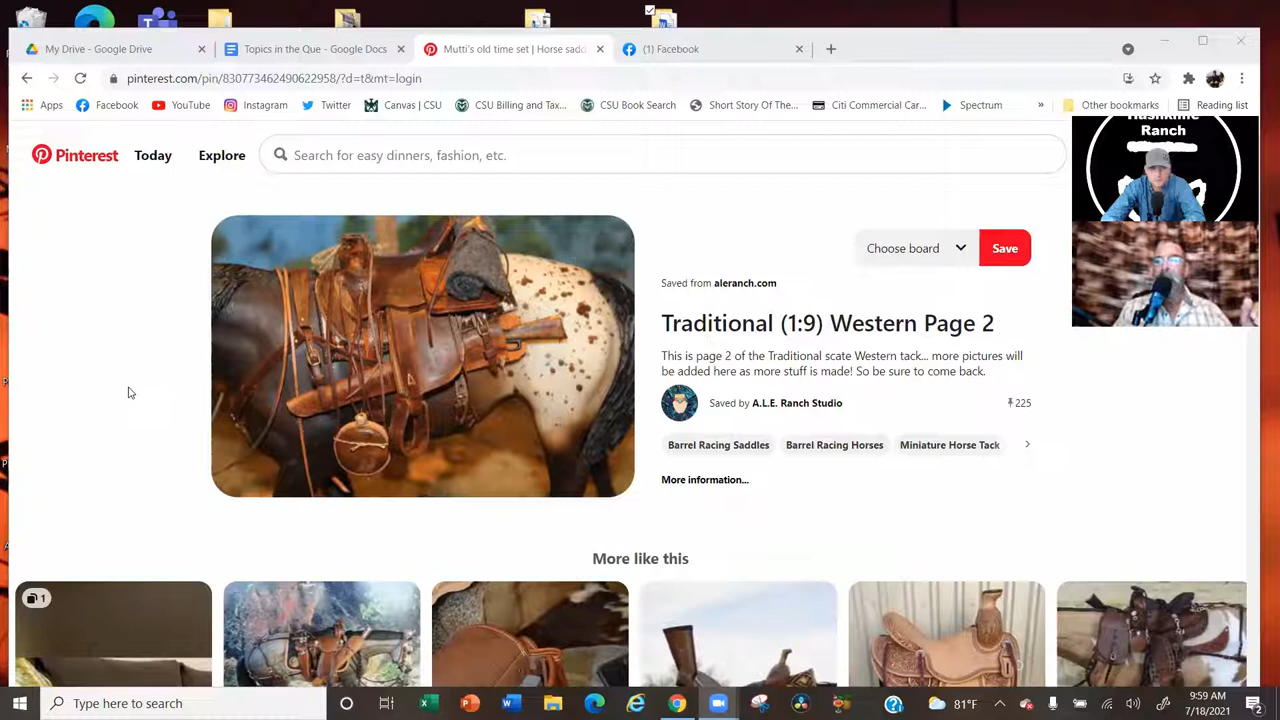 My Drive - Google Drive
Topics in the Que - Google Docs
Mutti's old time set | Horse sadd
(1) Facebook
pinterest.com/pin/830773462490622958/?d=t&mt=login
Apps
Facebook
YouTube
Instagram
Twitter
Canvas | CSU
CSU Billing and Tax...
CSU Book Search
Short Story Of The...
Citi Commercial Car...
Spectrum
»
Other bookmarks
Reading list
Ranch
Pinterest
Today
Explore
Search for easy dinners, fashion, etc.
Choose board
Save
Saved from aleranch.com
Traditional (1:9) Western Page 2
This is page 2 of the Traditional scate Western tack... more pictures will
be added here as more stuff is made! So be sure to come back.
Saved by A.L.E. Ranch Studio
225
Barrel Racing Saddles
Barrel Racing Horses
Miniature Horse Tack
More information...
More like this
1
Type here to search
81°F
9:59 AM
7/18/2021
2